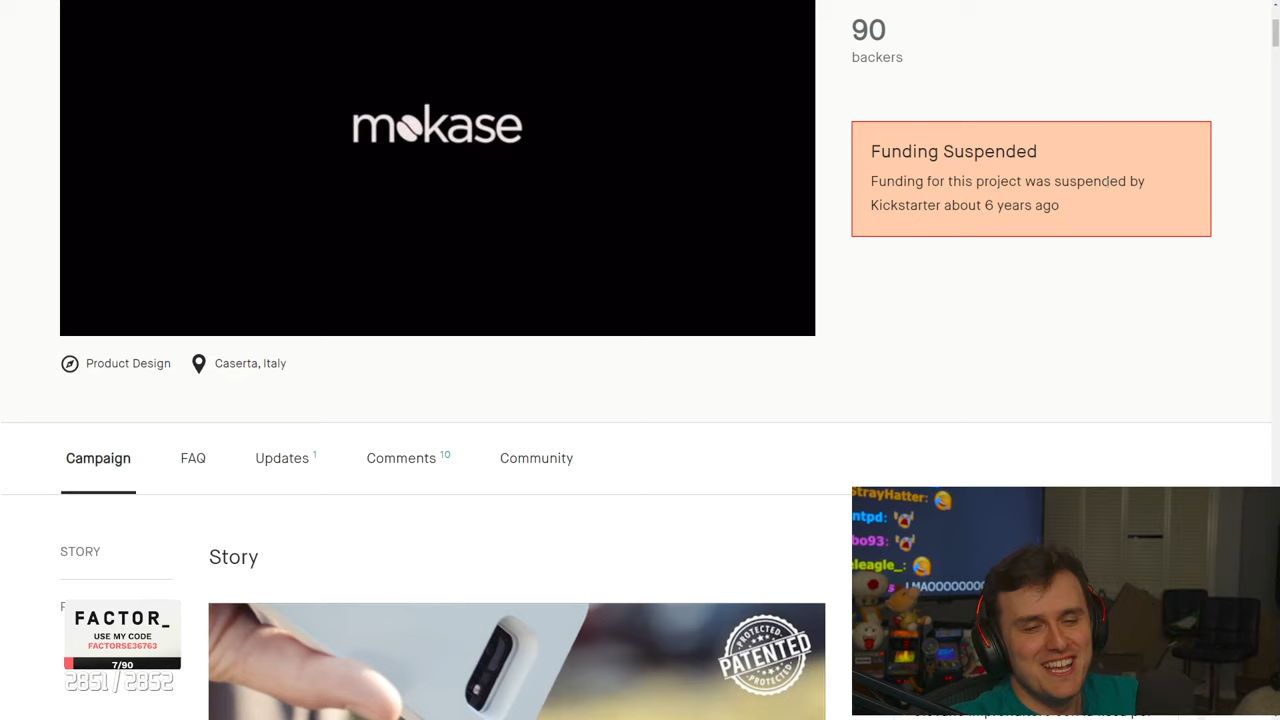 90
backers
mokase
Funding Suspended
Funding for this project was suspended by
Kickstarter about 6 years ago
Product Design
Caserta, Italy
Campaign
FAQ
Updates 1
Comments 10
Community
STORY
Story
FACTOR_
USE MY CODE
FACTORSE36763
7/90
2851 / 2852
PROTECTED
PATENTED
PROTECTED
StrayHatter:
ntpd:
bo93:
leagle_:
LMAOOOOOOO